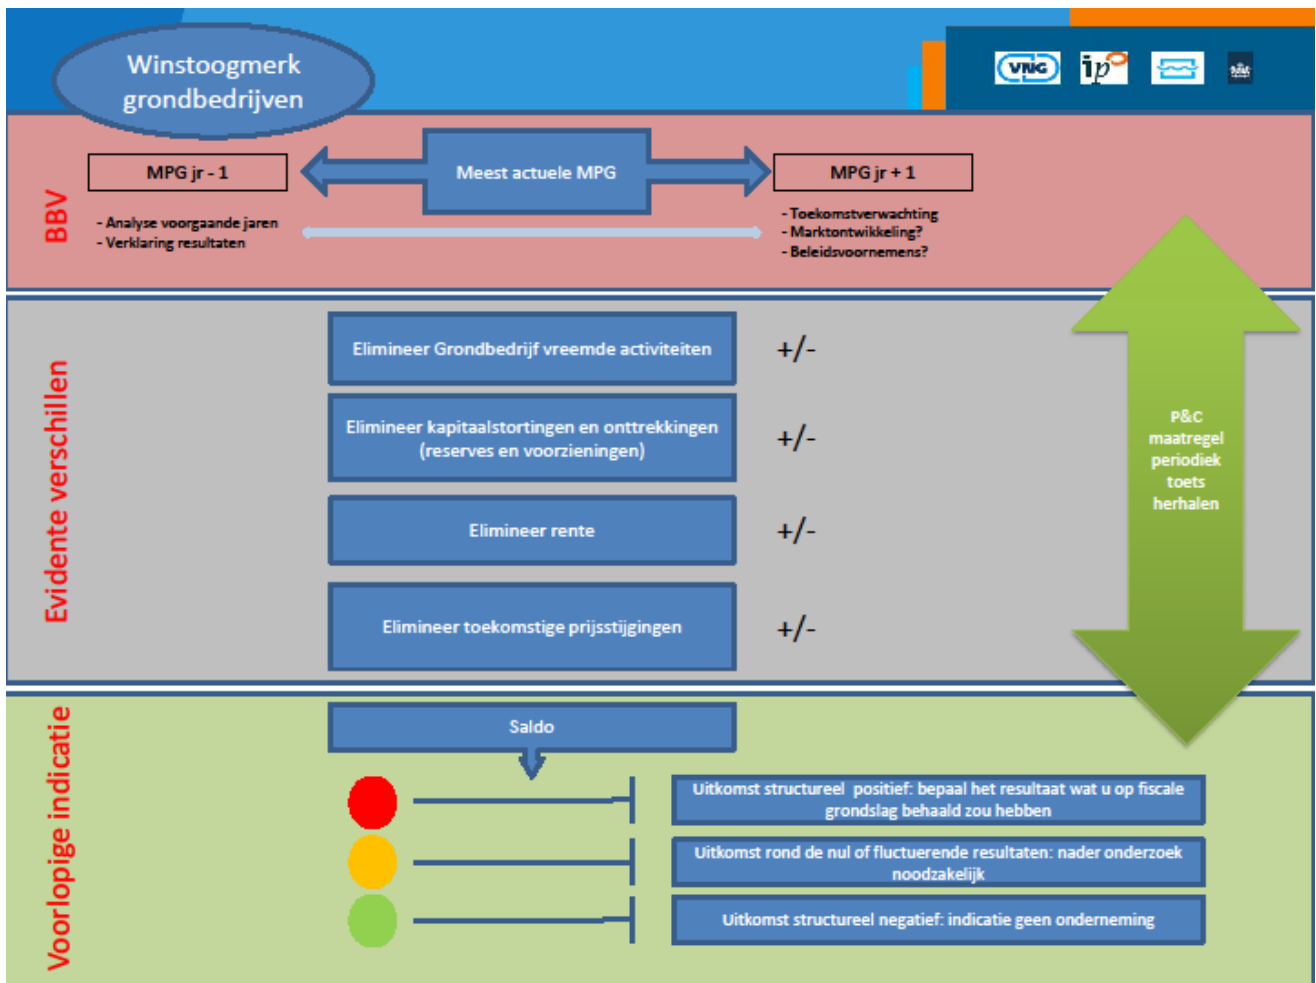 Winstoogmerk
grondbedrijven
VNG
ipo
BBV
MPG jr - 1
Meest actuele MPG
MPG jr + 1
- Analyse voorgaande jaren
- Verklaring resultaten
- Toekomstverwachting
- Marktontwikkeling?
- Beleidsvoornemens?
Evidente verschillen
Elimineer Grondbedrijf vreemde activiteiten
+/-
Elimineer kapitaalstortingen en onttrekkingen
(reserves en voorzieningen)
+/-
Elimineer rente
+/-
Elimineer toekomstige prijsstijgingen
+/-
P&C
maatregel
periodiek
toets
herhalen
Voorlopige indicatie
Saldo
Uitkomst structureel positief: bepaal het resultaat wat u op fiscale
grondslag behaald zou hebben
Uitkomst rond de nul of fluctuerende resultaten: nader onderzoek
noodzakelijk
Uitkomst structureel negatief: indicatie geen onderneming